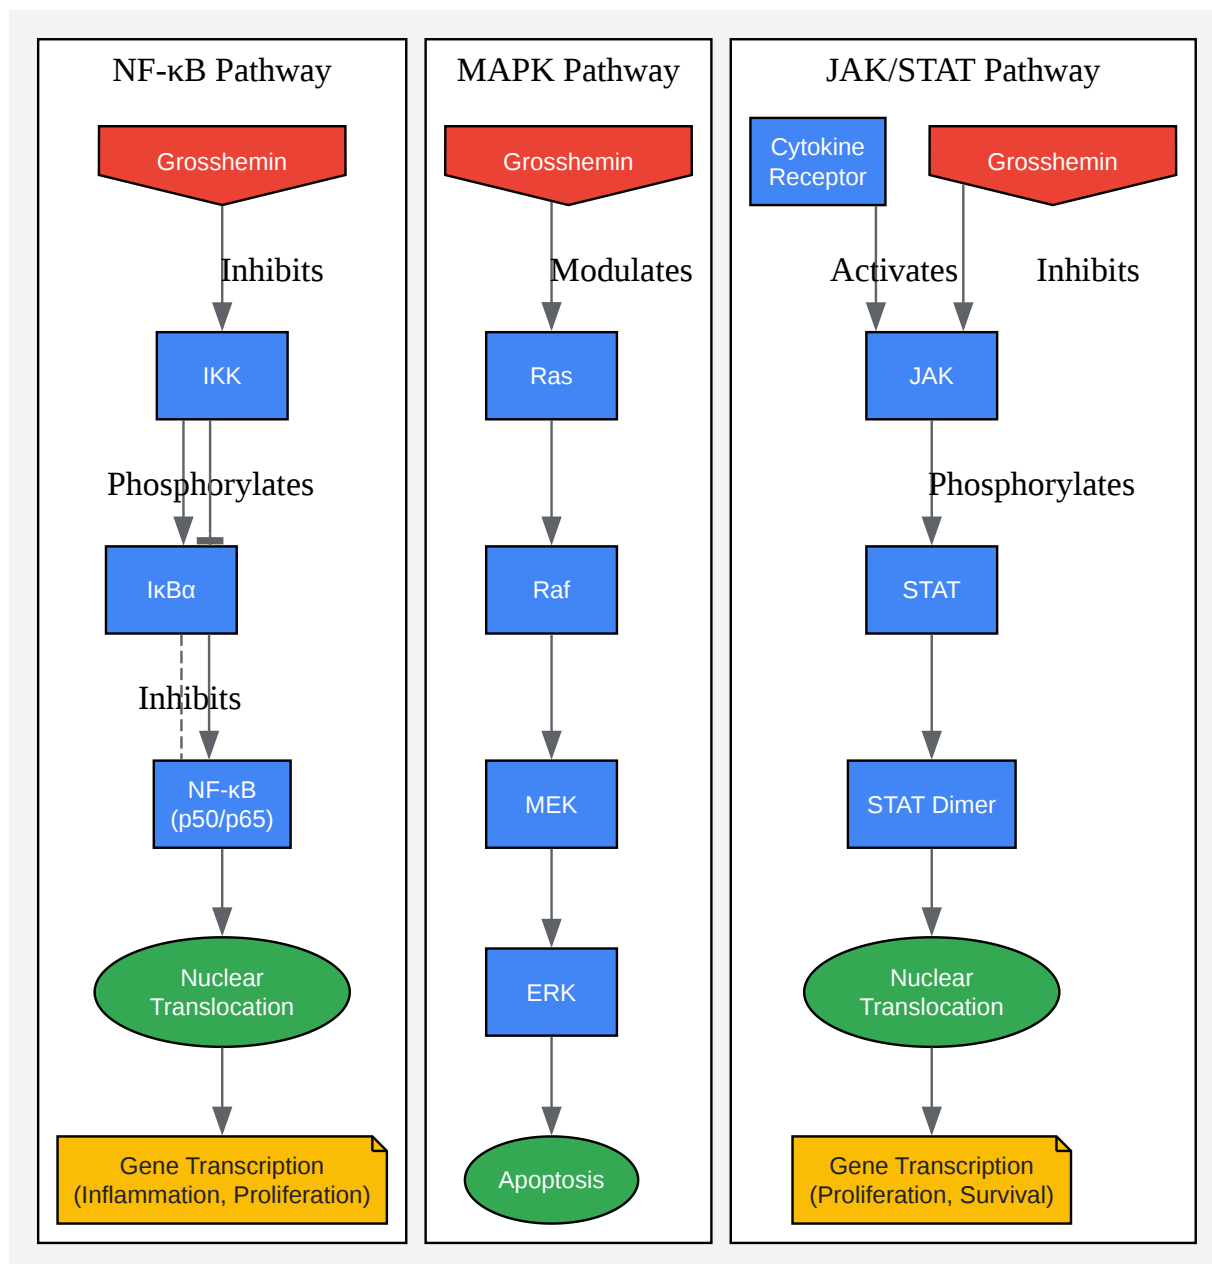 NF-κB Pathway
Grosshemin
Inhibits
IKK
Phosphorylates
IκBα
Inhibits
NF-κB
(p50/p65)
Nuclear
Translocation
Gene Transcription
(Inflammation, Proliferation)
MAPK Pathway
Grosshemin
Modulates
Ras
Raf
MEK
ERK
Apoptosis
JAK/STAT Pathway
Cytokine
Receptor
Grosshemin
Activates
Inhibits
JAK
Phosphorylates
STAT
STAT Dimer
Nuclear
Translocation
Gene Transcription
(Proliferation, Survival)